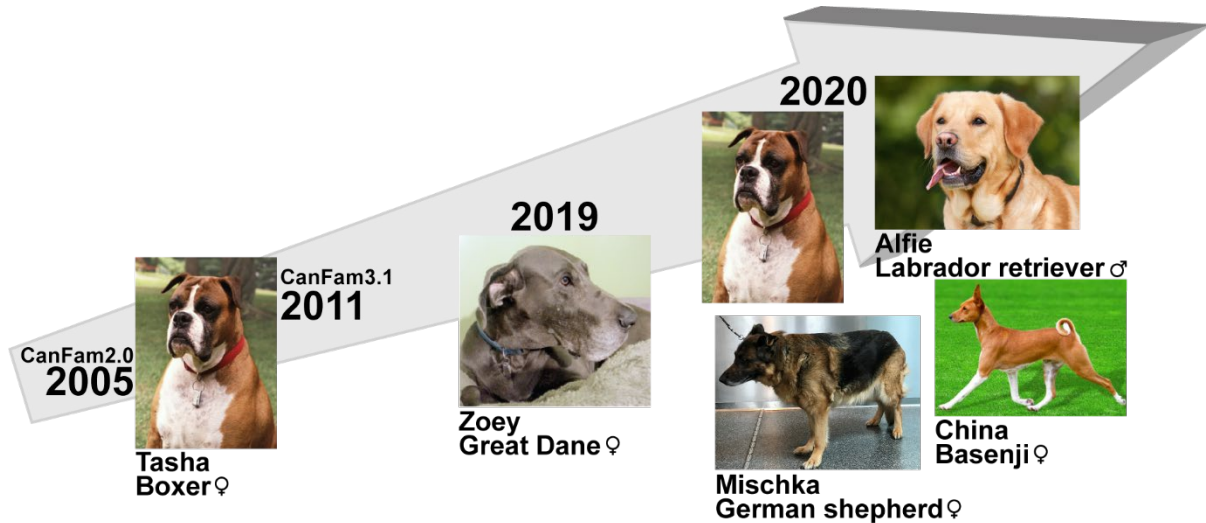 CanFam2.0
2005
CanFam3.1
2011
Tasha
Boxer♀
2019
Zoey
Great Dane♀
2020
Alfie
Labrador retriever♂
Mischka
German shepherd♀
China
Basenji♀